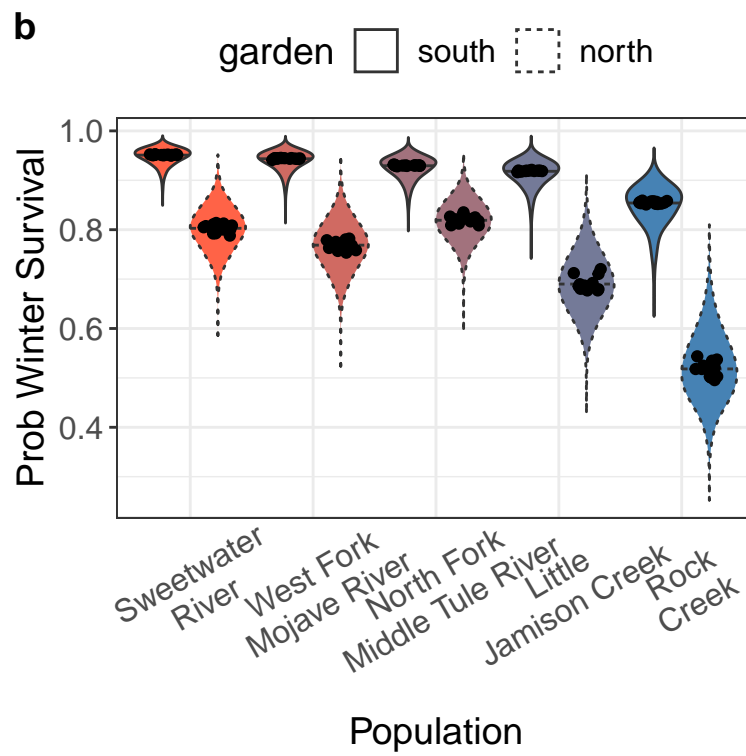 b
garden south north
Prob Winter Survival
1.0
0.8
0.6
0.4
Sweetwater
River
West Fork
Mojave River
North Fork
Middle Tule River
Little
Jamison Creek
Rock
Creek
Population